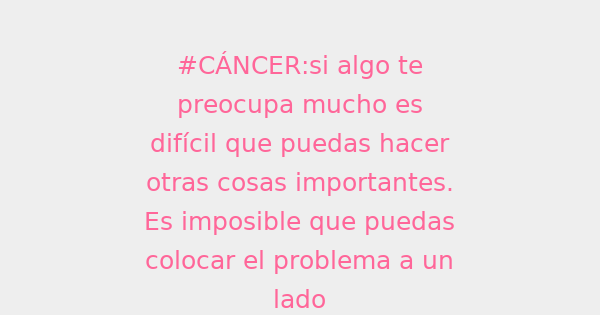 #CÁNCER:si algo te
preocupa mucho es
difícil que puedas hacer
otras cosas importantes.
Es imposible que puedas
colocar el problema a un
lado